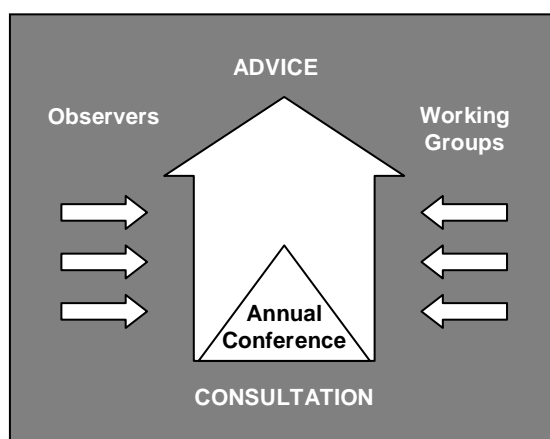 ADVICE
Observers
Working
Groups
Annual
Conference
CONSULTATION